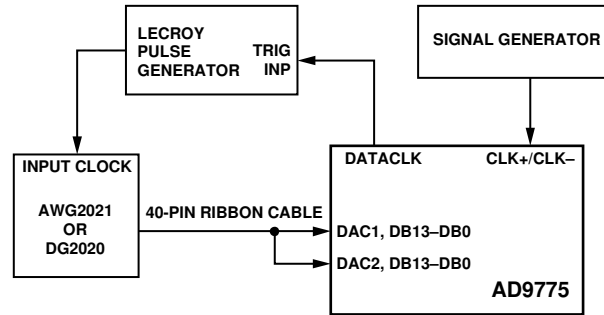 LECROY
PULSE
GENERATOR
TRIG
INP
SIGNAL GENERATOR
INPUT CLOCK
AWG2021
OR
DG2020
40-PIN RIBBON CABLE
DATACLK
CLK+/CLK–
DAC1, DB13–DB0
DAC2, DB13–DB0
AD9775